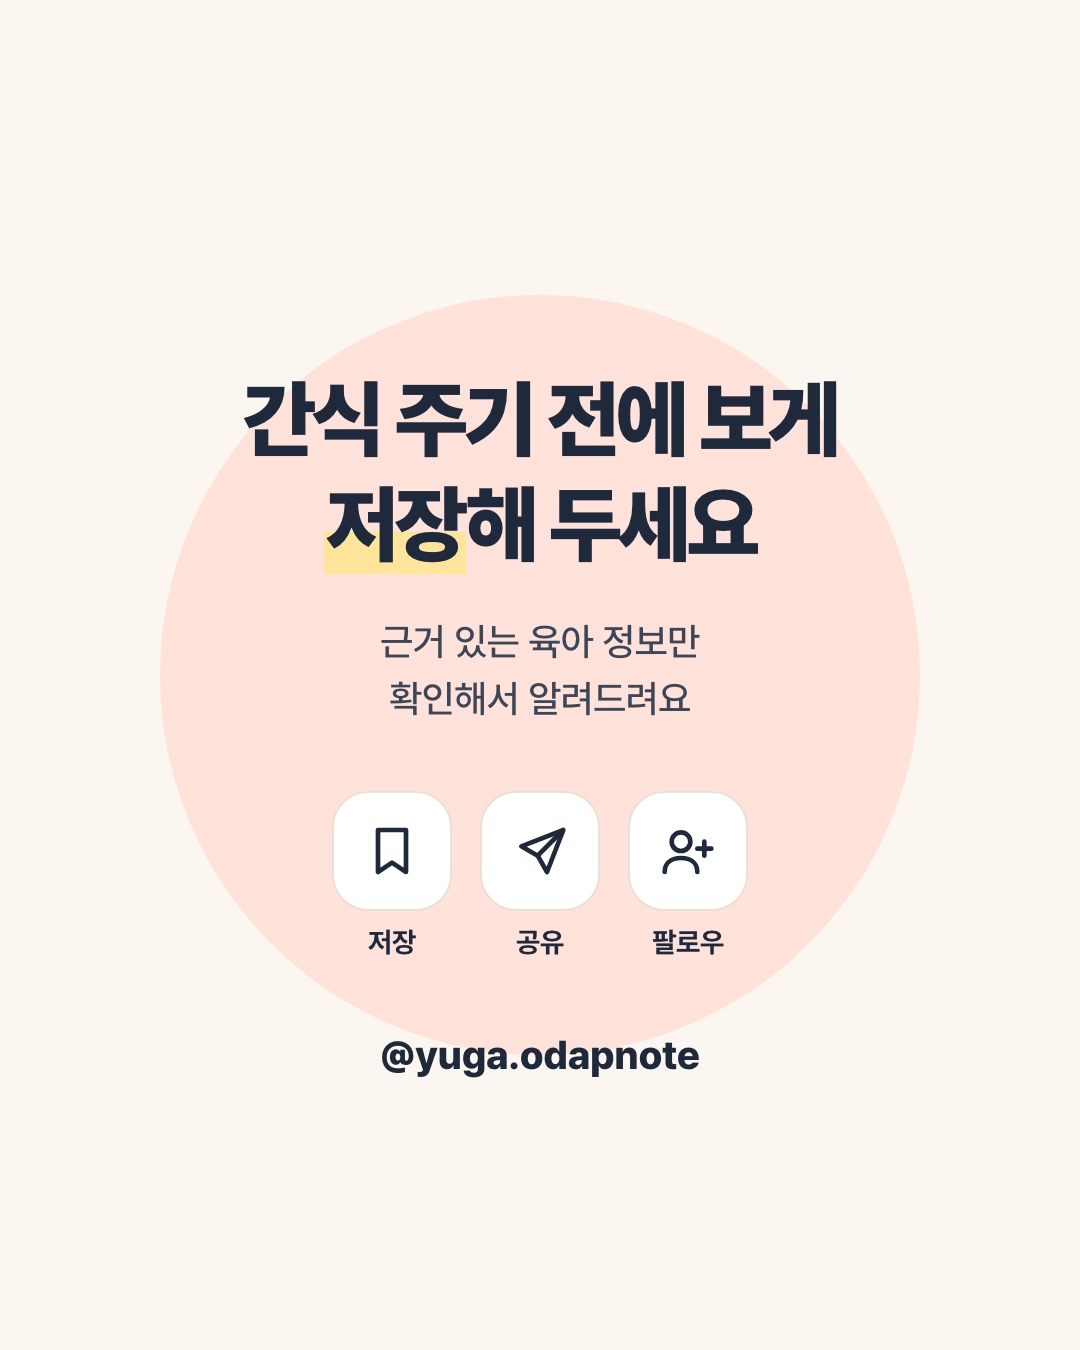 간식 주기 전에 보게
저장해 두세요
근거 있는 육아 정보만
확인해서 알려드려요
저장
공유
팔로우
@yuga.odapnote